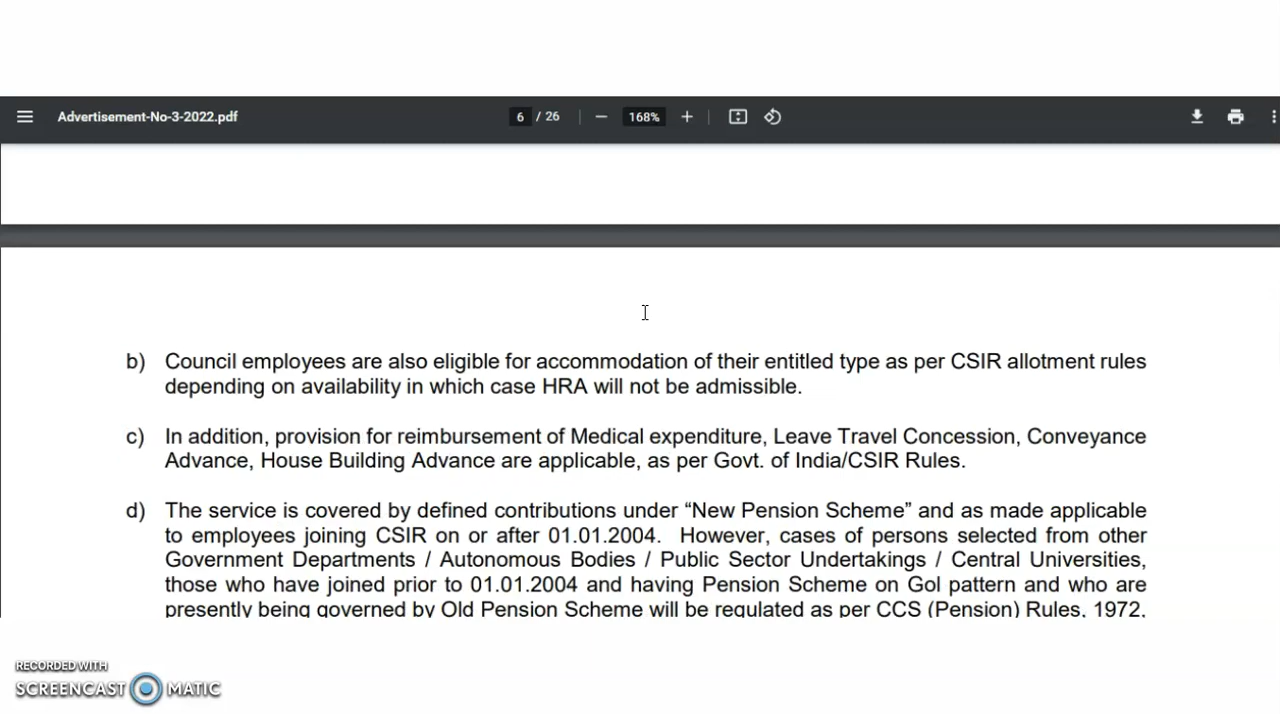 Advertisement-No-3-2022.pdf
6 / 26
168%
b) Council employees are also eligible for accommodation of their entitled type as per CSIR allotment rules
depending on availability in which case HRA will not be admissible.
c) In addition, provision for reimbursement of Medical expenditure, Leave Travel Concession, Conveyance
Advance, House Building Advance are applicable, as per Govt. of India/CSIR Rules.
d) The service is covered by defined contributions under “New Pension Scheme” and as made applicable
to employees joining CSIR on or after 01.01.2004. However, cases of persons selected from other
Government Departments / Autonomous Bodies / Public Sector Undertakings / Central Universities,
those who have joined prior to 01.01.2004 and having Pension Scheme on GoI pattern and who are
presently being governed by Old Pension Scheme will be regulated as per CCS (Pension) Rules, 1972,
RECORDED WITH
SCREENCAST MATIC